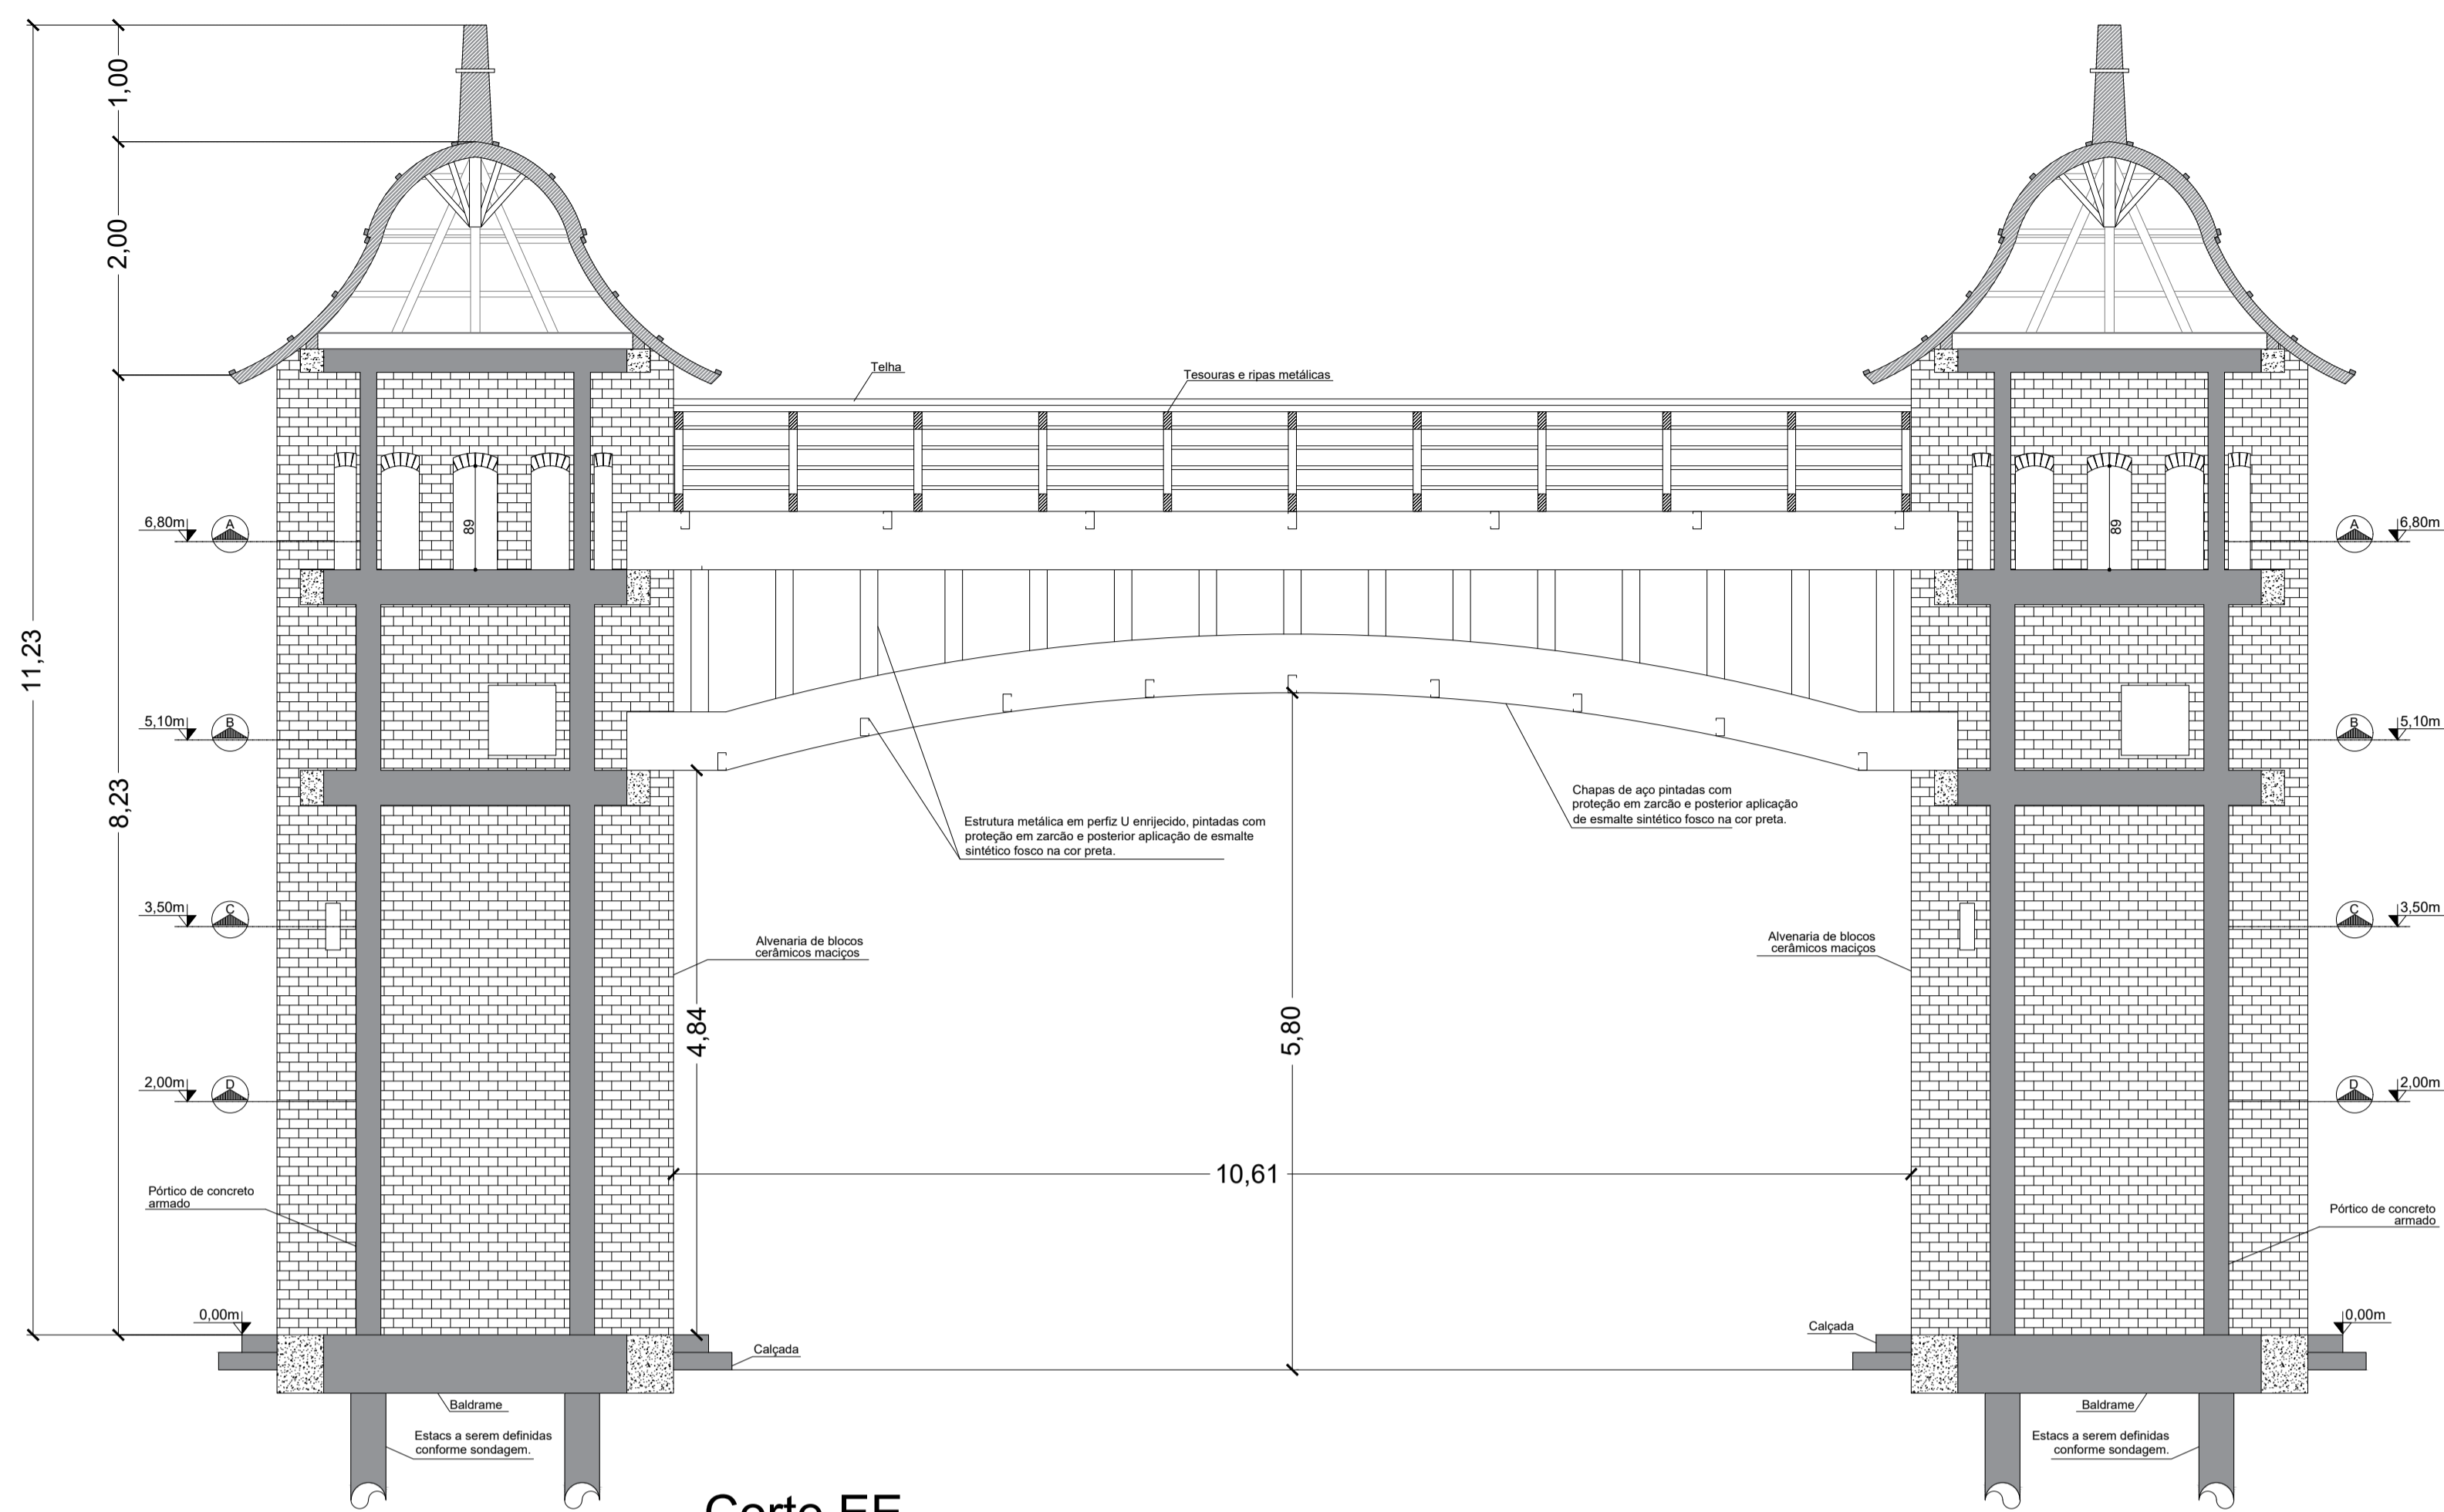 1,00
2,00
11,23
8,23
Telha
Tesouras e ripas metálicas
89
89
6,80m
A
A
6,80m
5,10m
B
B
5,10m
Estrutura metálica em perfiz U enrijecido, pintadas com
proteção em zarcão e posterior aplicação de esmalte
sintético fosco na cor preta.
Chapas de aço pintadas com
proteção em zarcão e posterior aplicação
de esmalte sintético fosco na cor preta.
3,50m
C
C
3,50m
Alvenaria de blocos
cerâmicos maciços
Alvenaria de blocos
cerâmicos maciços
4,84
5,80
2,00m
D
D
2,00m
10,61
Pórtico de concreto
armado
Pórtico de concreto
armado
0,00m
0,00m
Calçada
Calçada
Baldrame
Baldrame
Estacs a serem definidas
conforme sondagem.
Estacs a serem definidas
conforme sondagem.
Corte EE